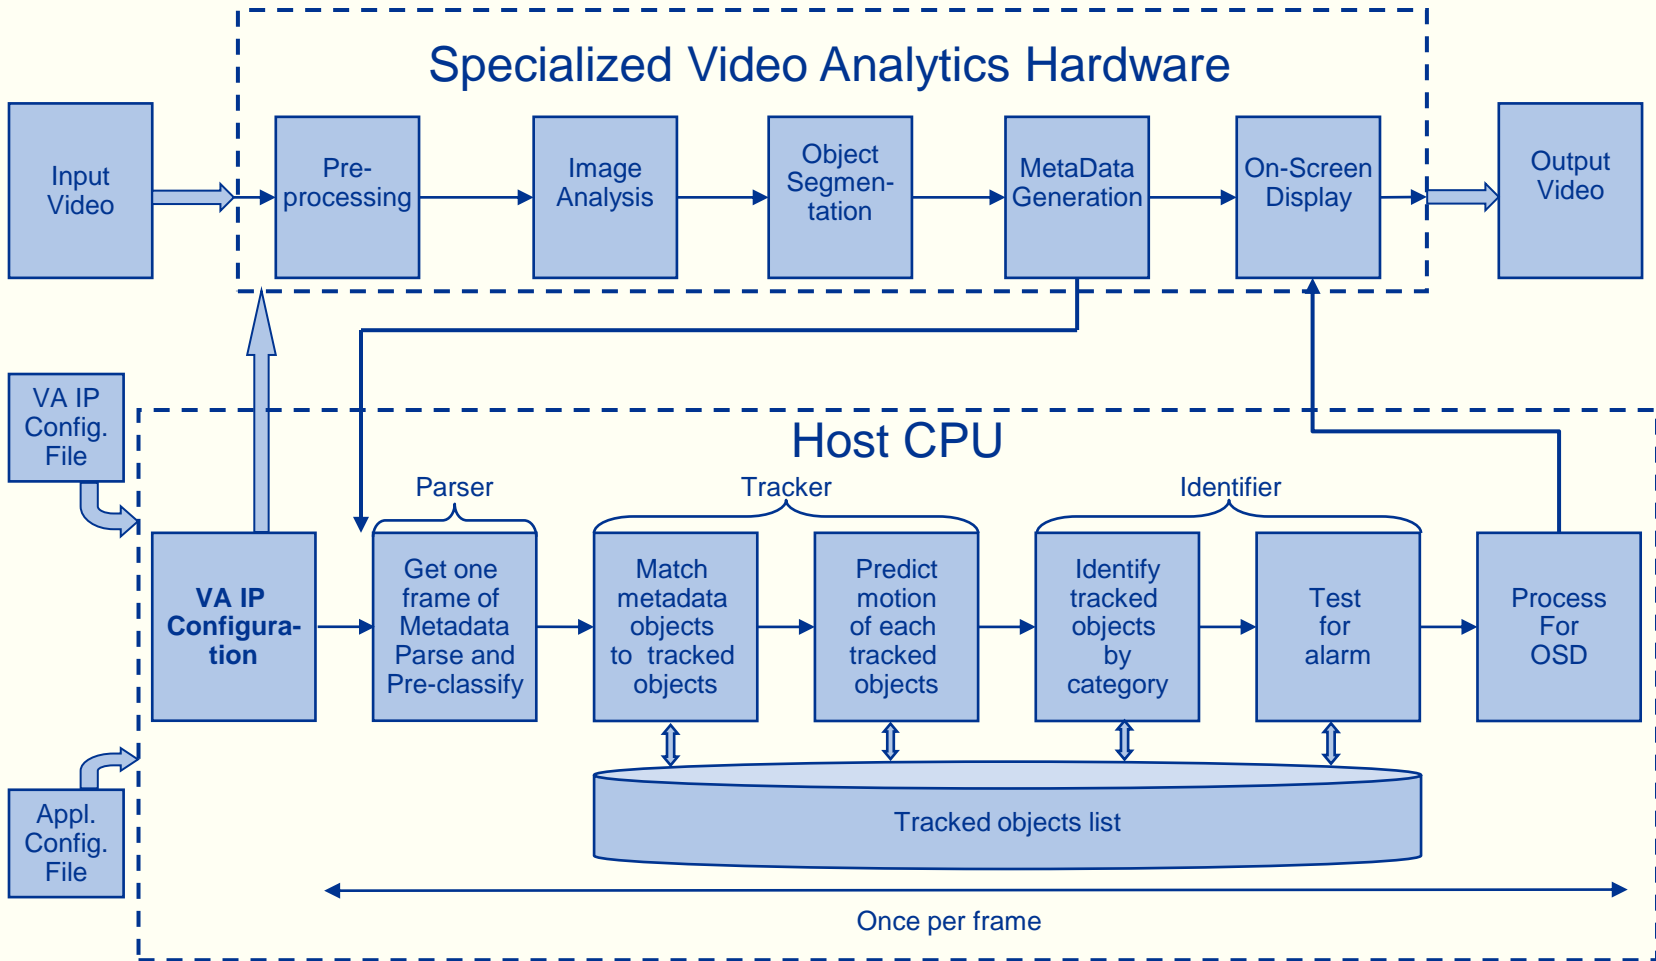 Specialized Video Analytics Hardware
Input
Video
Pre-
processing
Image
Analysis
Object
Segmen-
tation
MetaData
Generation
On-Screen
Display
Output
Video
VA IP
Config.
File
Host CPU
Parser
Tracker
Identifier
VA IP
Configura-
tion
Get one
frame of
Metadata
Parse and
Pre-classify
Match
metadata
objects
to tracked
objects
Predict
motion
of each
tracked
objects
Identify
tracked
objects
by
category
Test
for
alarm
Process
For
OSD
Appl.
Config.
File
Tracked objects list
Once per frame